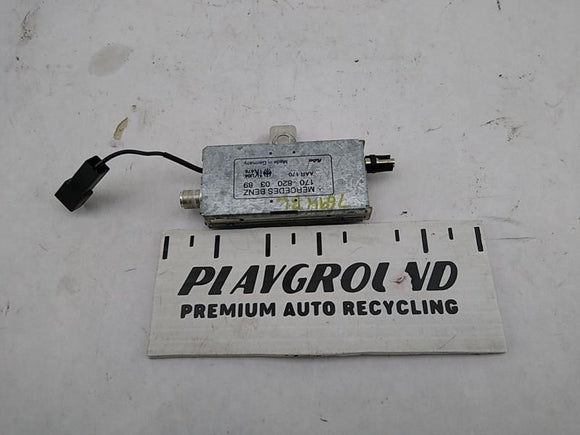 MERCEDES BENZ
170 - 820 03 89
AAR 170
Made in Germany
PLAYGROUND
PREMIUM AUTO RECYCLING